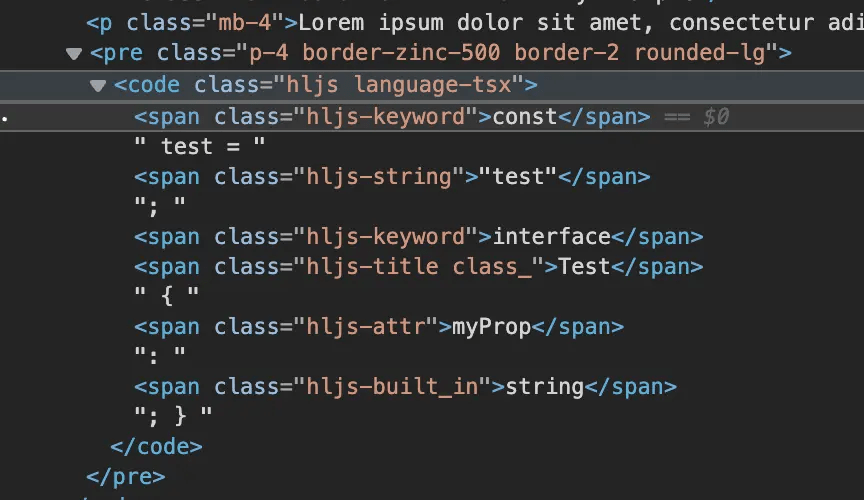 <p class="mb-4">Lorem ipsum dolor sit amet, consectetur adi
<pre class="p-4 border-zinc-500 border-2 rounded-lg">
<code class="hljs language-tsx">
<span class="hljs-keyword">const</span> == $0
" test = "
<span class="hljs-string">"test"</span>
"; "
<span class="hljs-keyword">interface</span>
<span class="hljs-title class_">Test</span>
" { "
<span class="hljs-attr">myProp</span>
": "
<span class="hljs-built_in">string</span>
"; } "
</code>
</pre>